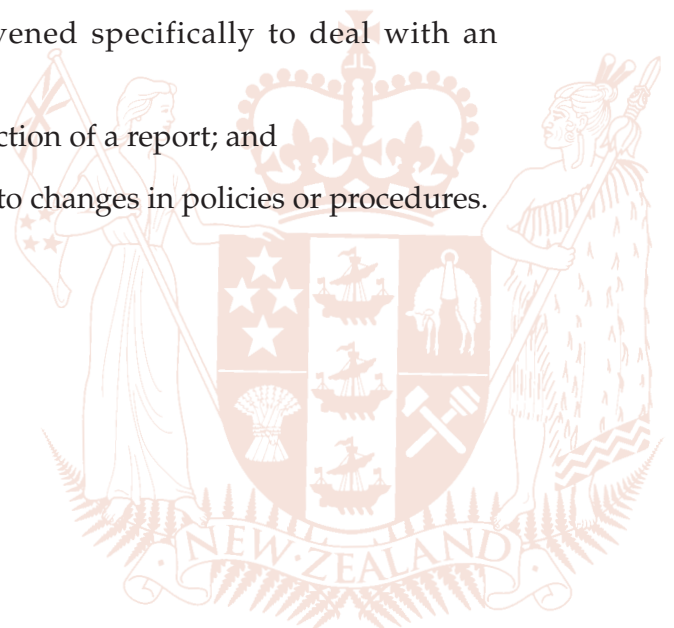 vened specifically to deal with an
ction of a report; and
to changes in policies or procedures.
NEW·ZEALAND